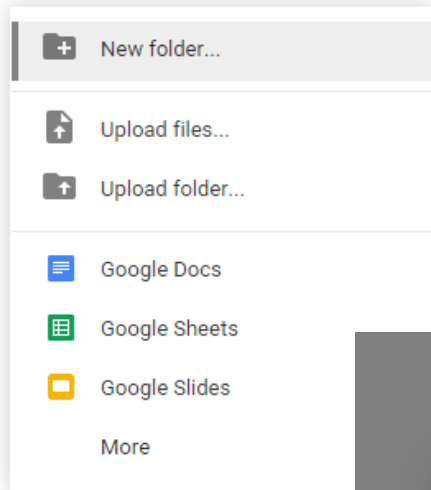 New folder...
Upload files...
Upload folder...
Google Docs
Google Sheets
Google Slides
More